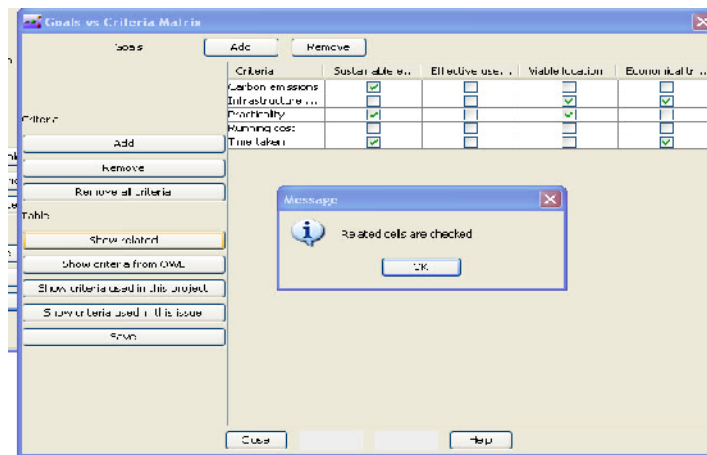 Goals vs Criteria Matrix
Goals
Add
Remove
Criteria
Sustainable e...
Effective use...
Viable location
Economical tr...
Carbon emissions
Infrastructure ...
Practicality
Running cost
Time taken
Criteria
Add
Remove
Remove all criteria
Table
Show related
Show criteria from OWL
Show criteria used in this project
Show criteria used in this issue
Save
Message
Related cells are checked
OK
Close
Help